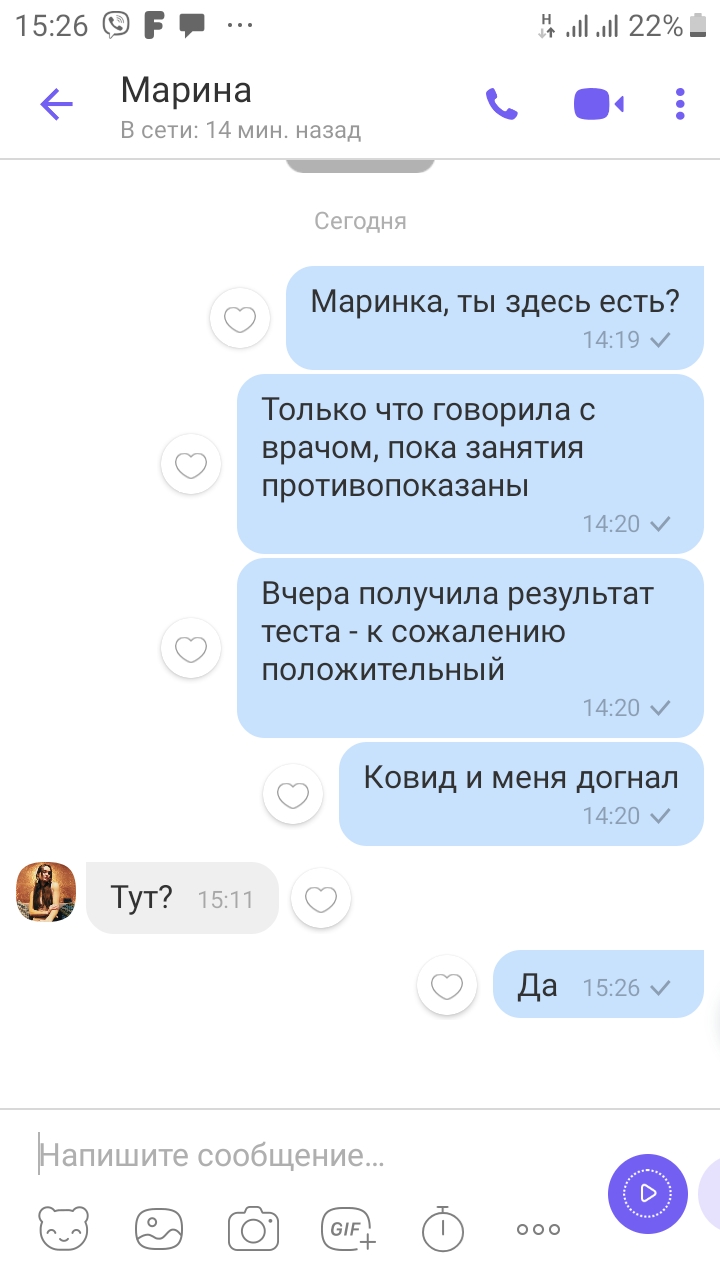 15:26 F ... H 22%
Марина
В сети: 14 мин. назад
Сегодня
Маринка, ты здесь есть?
14:19
Только что говорила с
врачом, пока занятия
противопоказаны
14:20
Вчера получила результат
теста - к сожалению
положительный
14:20
Ковид и меня догнал
14:20
Тут? 15:11
Да 15:26
Напишите сообщение...
GIF